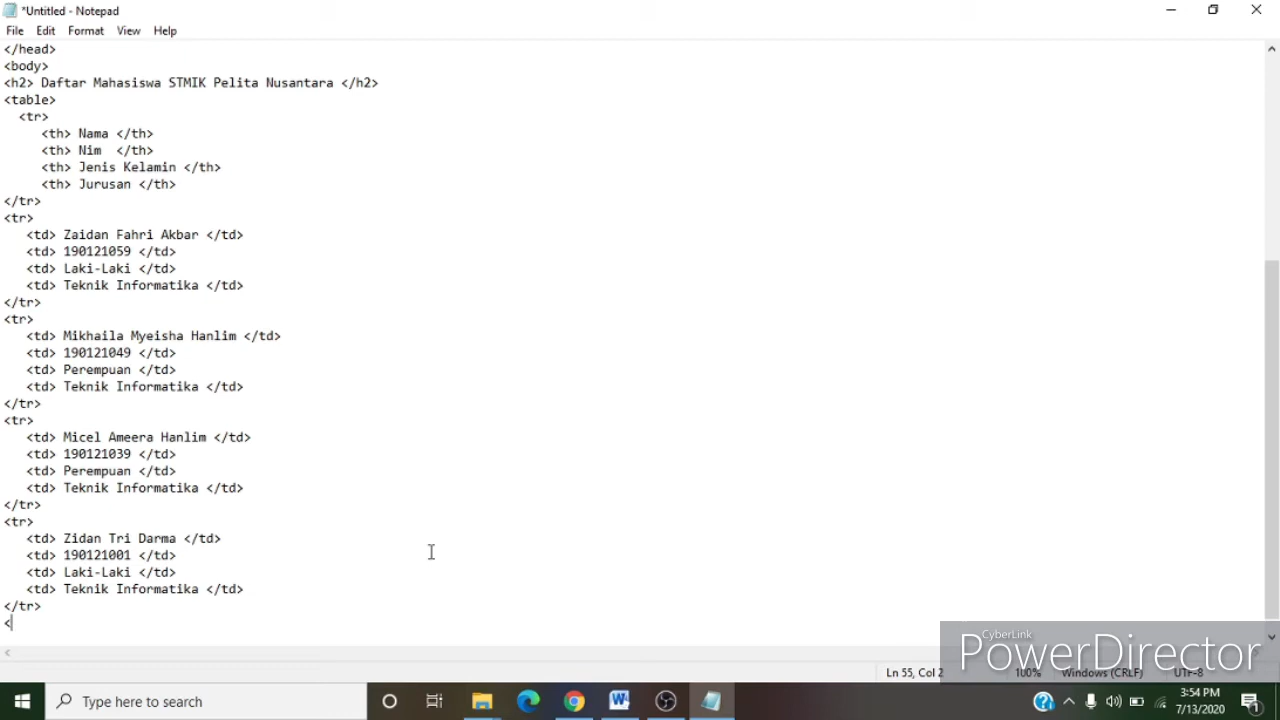 *Untitled - Notepad
File Edit Format View Help
</head>
<body>
<h2> Daftar Mahasiswa STMIK Pelita Nusantara </h2>
<table>
<tr>
<th> Nama </th>
<th> Nim </th>
<th> Jenis Kelamin </th>
<th> Jurusan </th>
</tr>
<tr>
<td> Zaidan Fahri Akbar </td>
<td> 190121059 </td>
<td> Laki-Laki </td>
<td> Teknik Informatika </td>
</tr>
<tr>
<td> Mikhaila Myeisha Hanlim </td>
<td> 190121049 </td>
<td> Perempuan </td>
<td> Teknik Informatika </td>
</tr>
<tr>
<td> Micel Ameera Hanlim </td>
<td> 190121039 </td>
<td> Perempuan </td>
<td> Teknik Informatika </td>
</tr>
<tr>
<td> Zidan Tri Darma </td>
<td> 190121001 </td>
<td> Laki-Laki </td>
<td> Teknik Informatika </td>
</tr>
<
CyberLink
PowerDirector
Ln 55, Col 2 100% Windows (CRLF) UTF-8
Type here to search
3:54 PM
7/13/2020